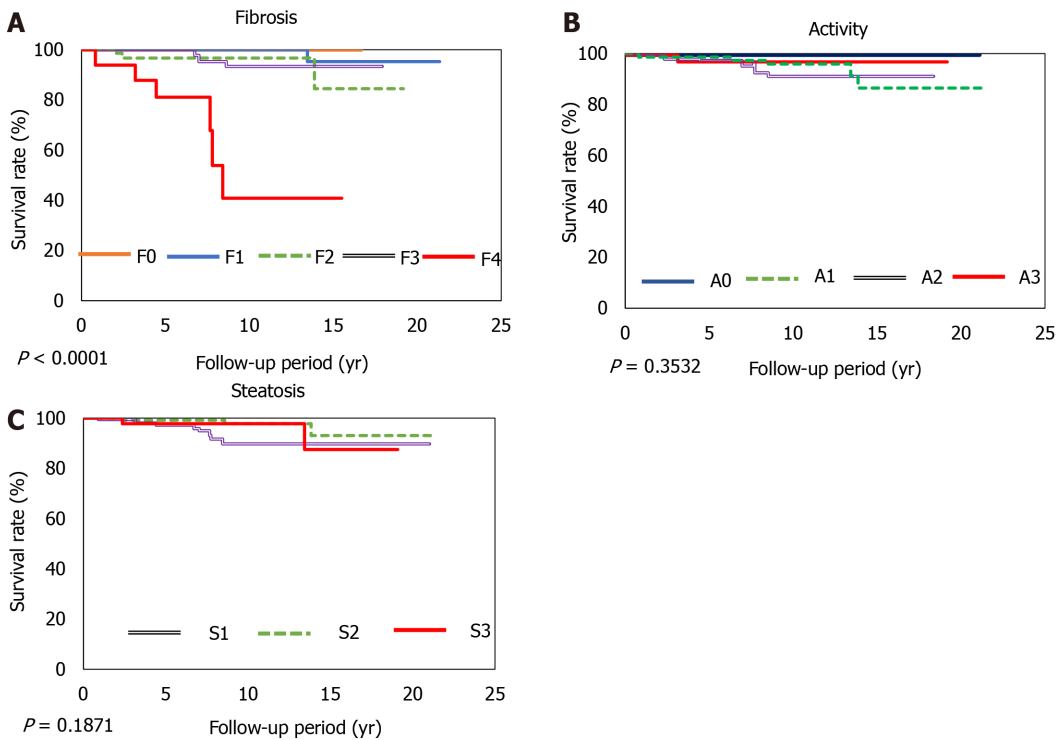 A
Fibrosis
100
80
60
40
20
0
Survival rate (%)
F0 F1 F2 F3 F4
0 5 10 15 20 25
P < 0.0001
Follow-up period (yr)
B
Activity
100
80
60
40
20
0
Survival rate (%)
A0 A1 A2 A3
0 5 10 15 20 25
P = 0.3532
Follow-up period (yr)
C
Steatosis
100
80
60
40
20
0
Survival rate (%)
S1 S2 S3
0 5 10 15 20 25
P = 0.1871
Follow-up period (yr)